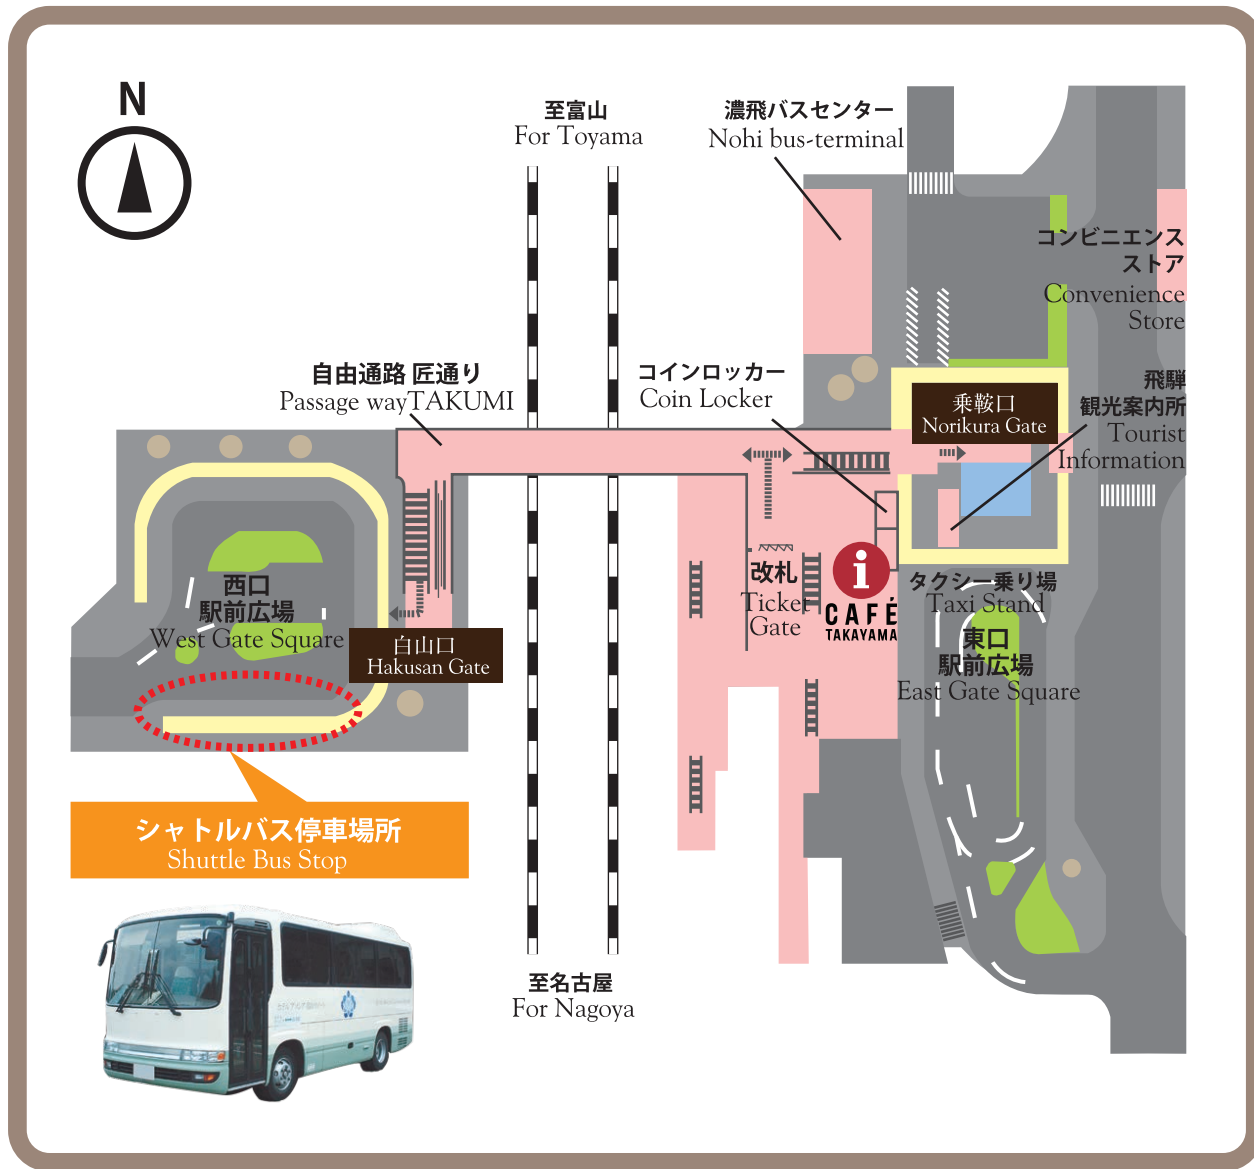 N
至富山
For Toyama
濃飛バスセンター
Nohi bus-terminal
コンビニエンス
ストア
Convenience
Store
自由通路 匠通り
Passage wayTAKUMI
コインロッカー
Coin Locker
乗鞍口
Norikura Gate
飛騨
観光案内所
Tourist
Information
西口
駅前広場
West Gate Square
白山口
Hakusan Gate
改札
Ticket
Gate
i
CAFÉ
TAKAYAMA
タクシー乗り場
Taxi Stand
東口
駅前広場
East Gate Square
シャトルバス停車場所
Shuttle Bus Stop
至名古屋
For Nagoya